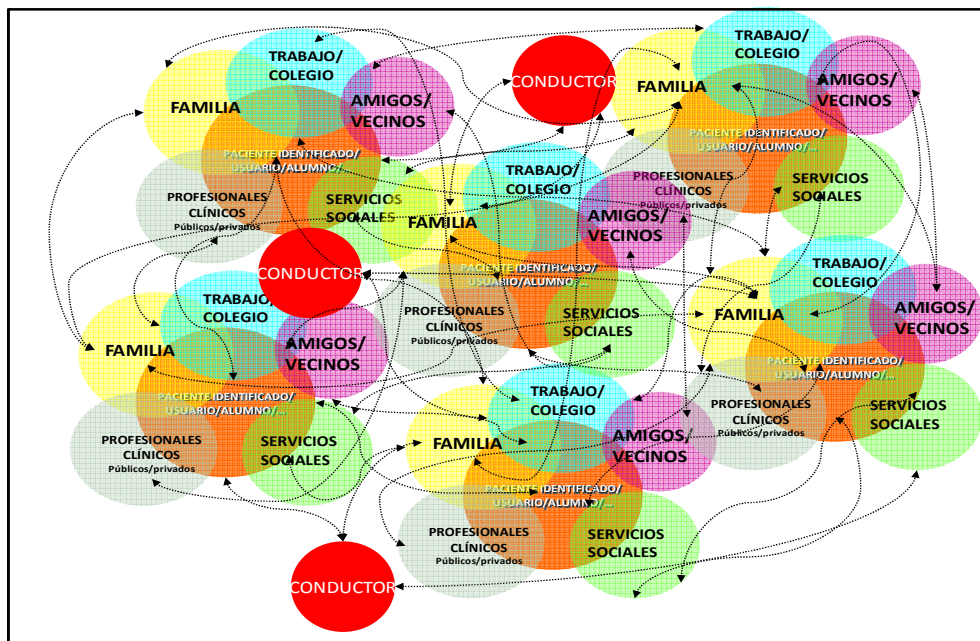 TRABAJO/
COLEGIO
FAMILIA
AMIGOS/
VECINOS
PACIENTE IDENTIFICADO/
USUARIO/ALUMNO/...
PROFESIONALES
CLÍNICOS
Públicos/privados
SERVICIOS
SOCIALES
CONDUCTOR
TRABAJO/
COLEGIO
FAMILIA
AMIGOS/
VECINOS
PACIENTE IDENTIFICADO/
USUARIO/ALUMNO/...
PROFESIONALES
CLÍNICOS
Públicos/privados
SERVICIOS
SOCIALES
TRABAJO/
COLEGIO
FAMILIA
AMIGOS/
VECINOS
PACIENTE IDENTIFICADO/
USUARIO/ALUMNO/...
PROFESIONALES
CLÍNICOS
Públicos/privados
SERVICIOS
SOCIALES
CONDUCTOR
TRABAJO/
COLEGIO
FAMILIA
AMIGOS/
VECINOS
PACIENTE IDENTIFICADO/
USUARIO/ALUMNO/...
PROFESIONALES
CLÍNICOS
Públicos/privados
SERVICIOS
SOCIALES
TRABAJO/
COLEGIO
FAMILIA
AMIGOS/
VECINOS
PACIENTE IDENTIFICADO/
USUARIO/ALUMNO/...
PROFESIONALES
CLÍNICOS
Públicos/privados
SERVICIOS
SOCIALES
TRABAJO/
COLEGIO
FAMILIA
AMIGOS/
VECINOS
PACIENTE IDENTIFICADO/
USUARIO/ALUMNO/...
PROFESIONALES
CLÍNICOS
Públicos/privados
SERVICIOS
SOCIALES
CONDUCTOR